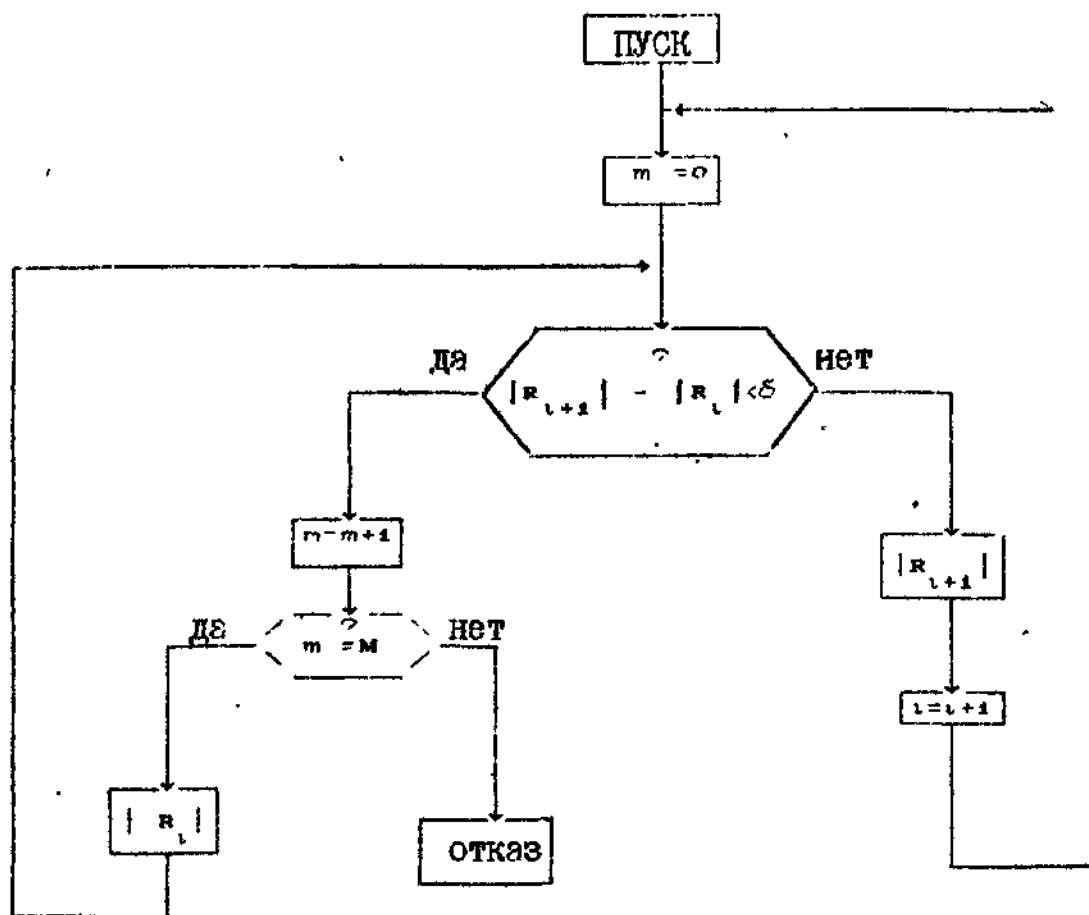 ПУСК
m = 0
?
да
нет
|R_{i+1}| - |R_i| < δ
m=m+1
|R_{i+1}|
?
да
нет
m = M
i=i+1
|R_i|
отказ